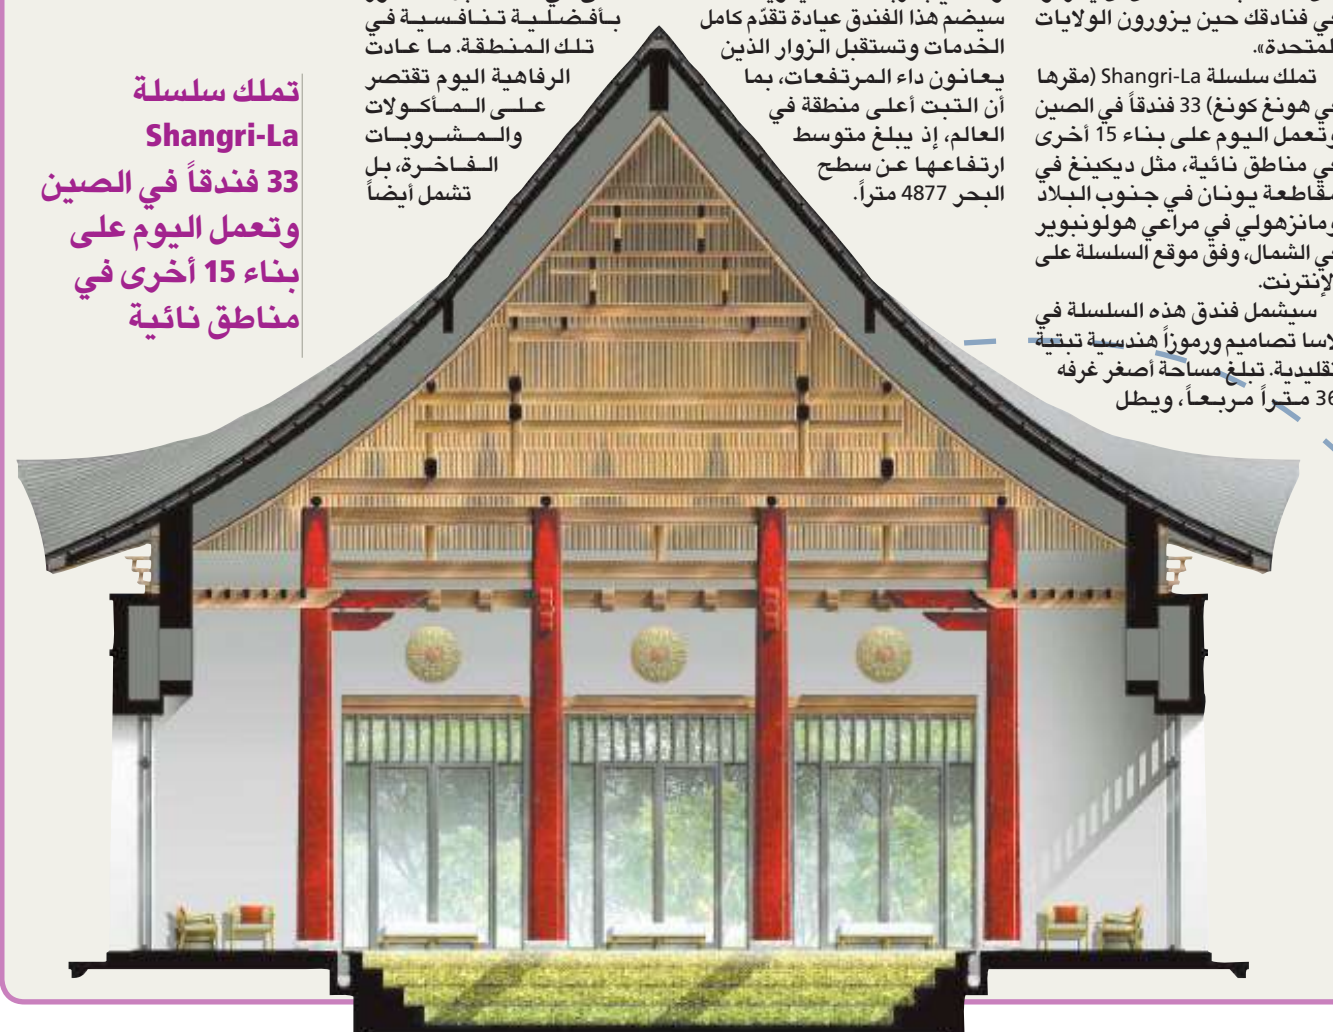 في فنادقك حين يزورون الولايات
المتحدة».
تملك سلسلة Shangri-La (مقرها
في هونغ كونغ) 33 فندقاً في الصين
وتعمل اليوم على بناء 15 أخرى
في مناطق نائية، مثل ديكينغ في
مقاطعة يونان في جنوب البلاد
ومانزهولي في مراعي هولونبوير
في الشمال، وفق موقع السلسلة على
الإنترنت.
سيشمل فندق هذه السلسلة في
لاسا تصاميم ورموزاً هندسية تبتية
تقليدية. تبلغ مساحة أصغر غرفه
36 متراً مربعاً، ويطل
سيضم هذا الفندق عيادة تقدّم كامل
الخدمات وتستقبل الزوار الذين
يعانون داء المرتفعات، بما
أن التبت أعلى منطقة في
العالم، إذ يبلغ متوسط
ارتفاعها عن سطح
البحر 4877 متراً.
بأفضلية تنافسية في
تلك المنطقة. ما عادت
الرفاهية اليوم تقتصر
على المأكولات
والمشروبات
الفاخرة، بل
تشمل أيضاً
تملك سلسلة
Shangri-La
33 فندقاً في الصين
وتعمل اليوم على
بناء 15 أخرى في
مناطق نائية